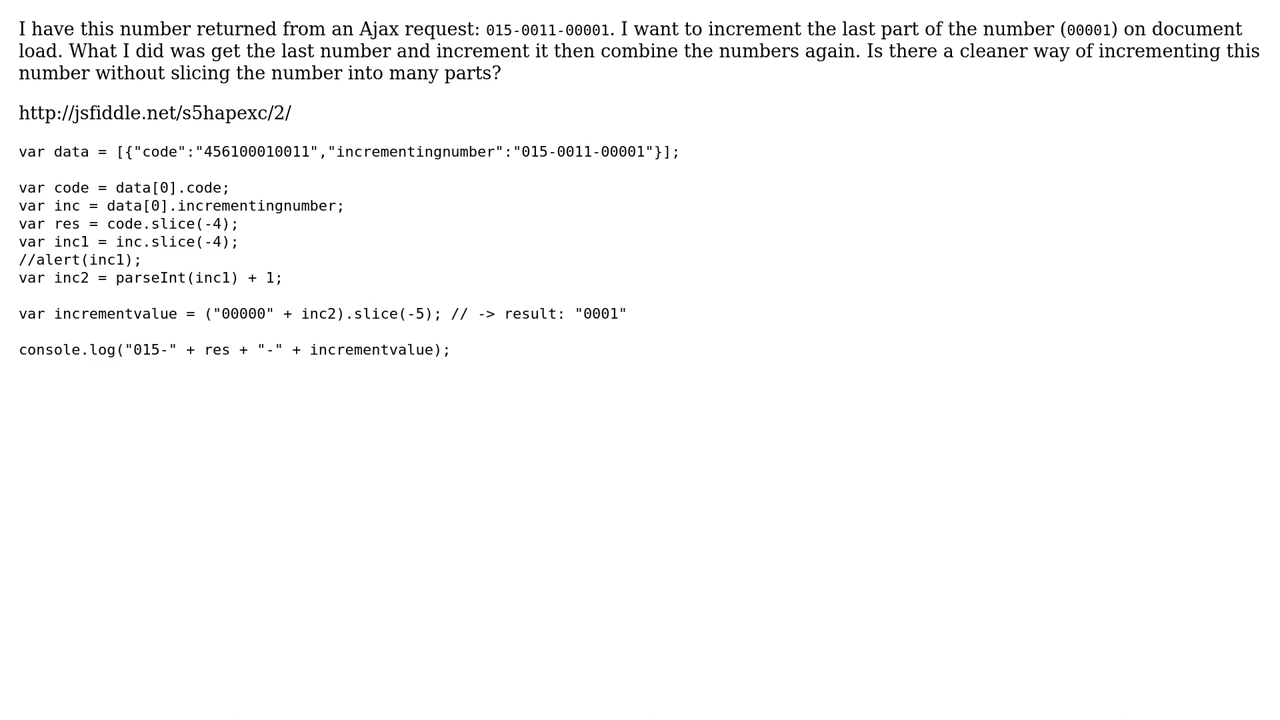 I have this number returned from an Ajax request: 015-0011-00001. I want to increment the last part of the number (00001) on document
load. What I did was get the last number and increment it then combine the numbers again. Is there a cleaner way of incrementing this
number without slicing the number into many parts?
http://jsfiddle.net/s5hapexc/2/
var data = [{"code":"456100010011","incrementingnumber":"015-0011-00001"}];
var code = data[0].code;
var inc = data[0].incrementingnumber;
var res = code.slice(-4);
var inc1 = inc.slice(-4);
//alert(inc1);
var inc2 = parseInt(inc1) + 1;
var incrementvalue = ("00000" + inc2).slice(-5); // -> result: "0001"
console.log("015-" + res + "-" + incrementvalue);